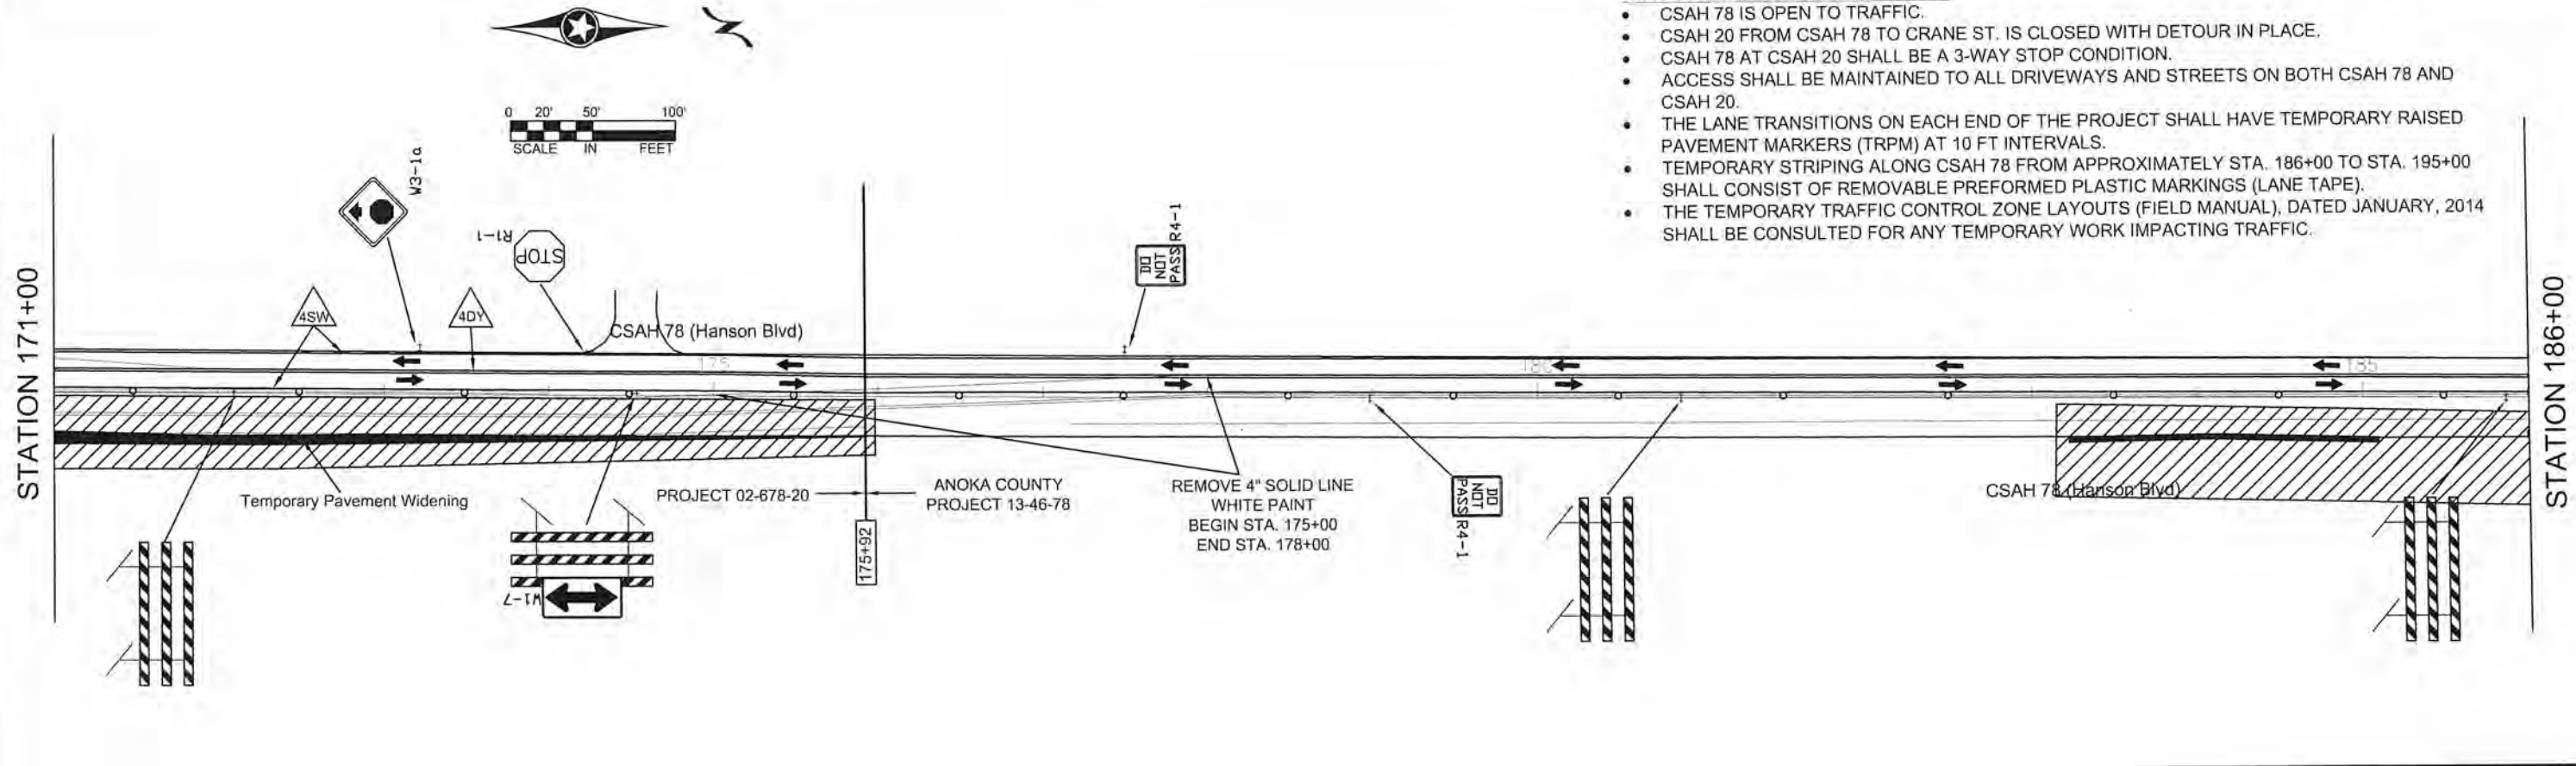 • CSAH 78 IS OPEN TO TRAFFIC.
• CSAH 20 FROM CSAH 78 TO CRANE ST. IS CLOSED WITH DETOUR IN PLACE.
• CSAH 78 AT CSAH 20 SHALL BE A 3-WAY STOP CONDITION.
• ACCESS SHALL BE MAINTAINED TO ALL DRIVEWAYS AND STREETS ON BOTH CSAH 78 AND
CSAH 20.
• THE LANE TRANSITIONS ON EACH END OF THE PROJECT SHALL HAVE TEMPORARY RAISED
PAVEMENT MARKERS (TRPM) AT 10 FT INTERVALS.
• TEMPORARY STRIPING ALONG CSAH 78 FROM APPROXIMATELY STA. 186+00 TO STA. 195+00
SHALL CONSIST OF REMOVABLE PREFORMED PLASTIC MARKINGS (LANE TAPE).
• THE TEMPORARY TRAFFIC CONTROL ZONE LAYOUTS (FIELD MANUAL), DATED JANUARY, 2014
SHALL BE CONSULTED FOR ANY TEMPORARY WORK IMPACTING TRAFFIC.
0 20' 50' 100'
SCALE IN FEET
STATION 171+00
W3-1a
R1-1
STOP
4SW
4DY
CSAH 78 (Hanson Blvd)
DO
NOT
PASS
R4-1
175
180
185
STATION 186+00
Temporary Pavement Widening
PROJECT 02-678-20
ANOKA COUNTY
PROJECT 13-46-78
175+92
REMOVE 4" SOLID LINE
WHITE PAINT
BEGIN STA. 175+00
END STA. 178+00
DO
NOT
PASS
R4-1
CSAH 78 (Hanson Blvd)
W1-7